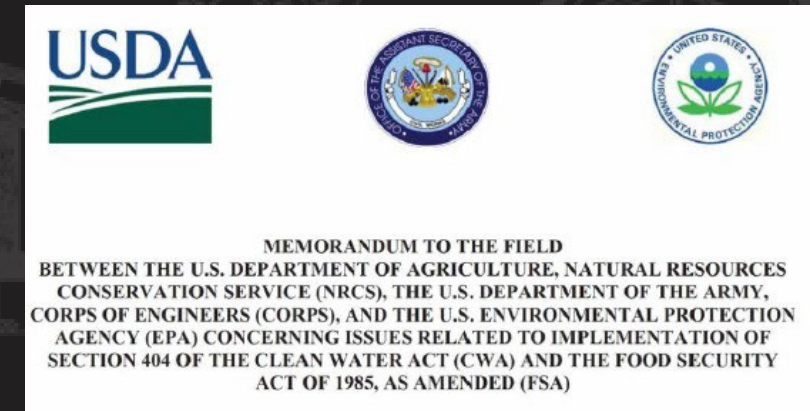 USDA
OFFICE OF THE ASSISTANT SECRETARY OF THE ARMY
CIVIL WORKS
UNITED STATES
ENVIRONMENTAL PROTECTION AGENCY
MEMORANDUM TO THE FIELD
BETWEEN THE U.S. DEPARTMENT OF AGRICULTURE, NATURAL RESOURCES
CONSERVATION SERVICE (NRCS), THE U.S. DEPARTMENT OF THE ARMY,
CORPS OF ENGINEERS (CORPS), AND THE U.S. ENVIRONMENTAL PROTECTION
AGENCY (EPA) CONCERNING ISSUES RELATED TO IMPLEMENTATION OF
SECTION 404 OF THE CLEAN WATER ACT (CWA) AND THE FOOD SECURITY
ACT OF 1985, AS AMENDED (FSA)